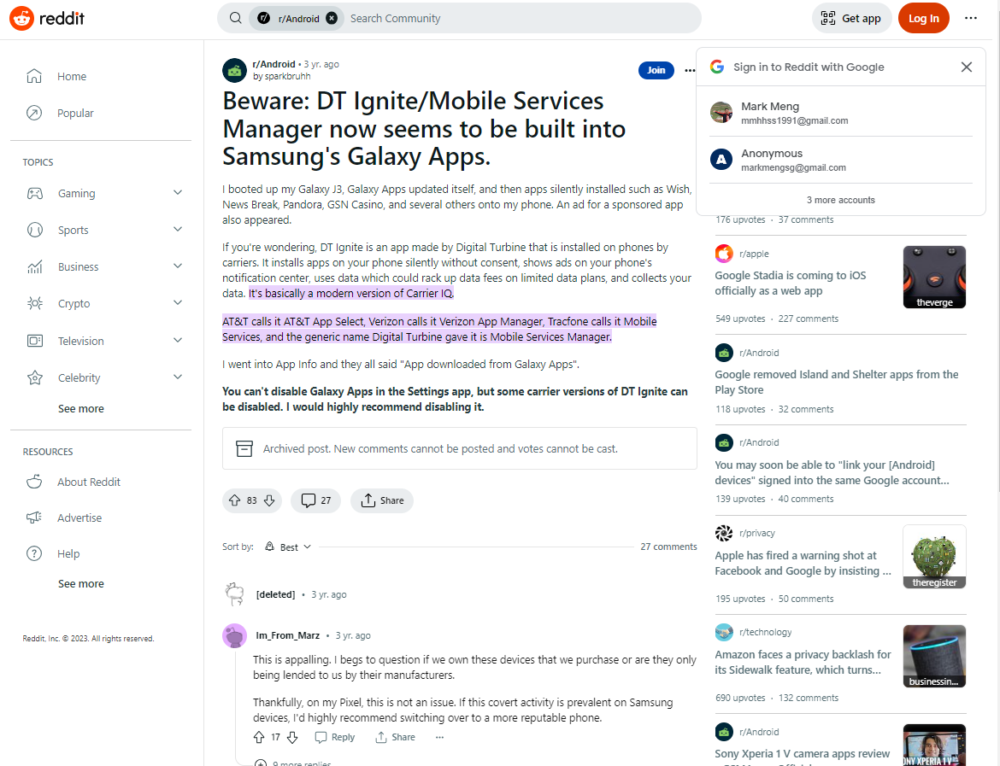 reddit
r/Android
Search Community
Get app
Log In
Home
Popular
TOPICS
Gaming
Sports
Business
Crypto
Television
Celebrity
See more
RESOURCES
About Reddit
Advertise
Help
See more
Reddit, Inc. © 2023. All rights reserved.
r/Android • 3 yr. ago
by sparkbruhh
Join
Beware: DT Ignite/Mobile Services
Manager now seems to be built into
Samsung's Galaxy Apps.
I booted up my Galaxy J3, Galaxy Apps updated itself, and then apps silently installed such as Wish,
News Break, Pandora, GSN Casino, and several others onto my phone. An ad for a sponsored app
also appeared.
If you're wondering, DT Ignite is an app made by Digital Turbine that is installed on phones by
carriers. It installs apps on your phone silently without consent, shows ads on your phone's
notification center, uses data which could rack up data fees on limited data plans, and collects your
data. It's basically a modern version of Carrier IQ.
AT&T calls it AT&T App Select, Verizon calls it Verizon App Manager, Tracfone calls it Mobile
Services, and the generic name Digital Turbine gave it is Mobile Services Manager.
I went into App Info and they all said "App downloaded from Galaxy Apps".
You can't disable Galaxy Apps in the Settings app, but some carrier versions of DT Ignite can
be disabled. I would highly recommend disabling it.
Archived post. New comments cannot be posted and votes cannot be cast.
83
27
Share
Sort by:
Best
27 comments
[deleted] • 3 yr. ago
Im_From_Marz • 3 yr. ago
This is appalling. I begs to question if we own these devices that we purchase or are they only
being lended to us by their manufacturers.
Thankfully, on my Pixel, this is not an issue. If this covert activity is prevalent on Samsung
devices, I'd highly recommend switching over to a more reputable phone.
17
Reply
Share
9 more replies
Sign in to Reddit with Google
Mark Meng
mmhhss1991@gmail.com
A
Anonymous
markmengsg@gmail.com
3 more accounts
176 upvotes · 37 comments
r/apple
Google Stadia is coming to iOS
officially as a web app
theverge
549 upvotes · 227 comments
r/Android
Google removed Island and Shelter apps from the
Play Store
118 upvotes · 32 comments
r/Android
You may soon be able to "link your [Android]
devices" signed into the same Google account...
139 upvotes · 40 comments
r/privacy
Apple has fired a warning shot at
Facebook and Google by insisting ...
theregister
195 upvotes · 50 comments
r/technology
Amazon faces a privacy backlash for
its Sidewalk feature, which turns...
businessin...
690 upvotes · 132 comments
r/Android
Sony Xperia 1 V camera apps review
ONY XPERIA 1 V